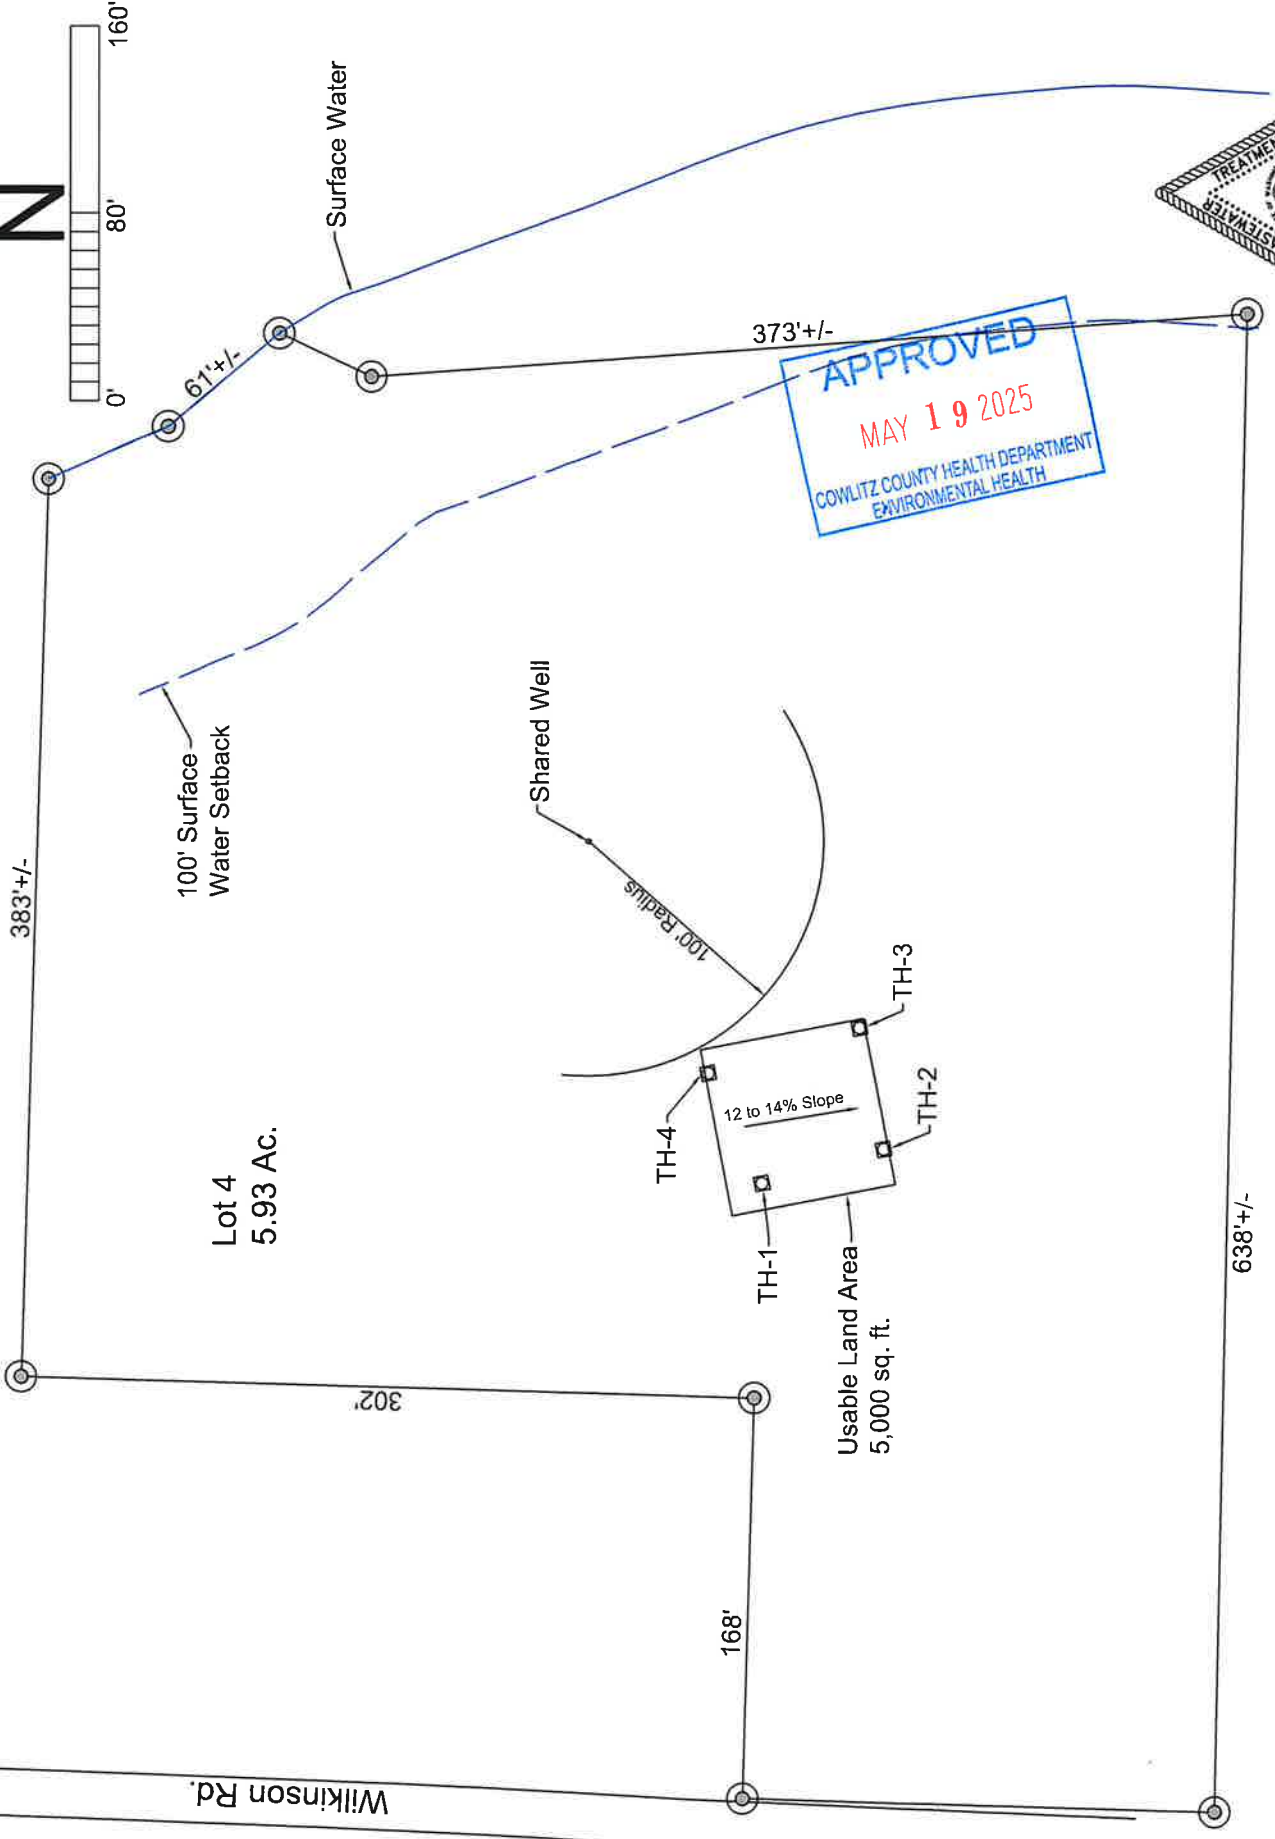 N
0'
80'
160'
Surface Water
61'+/-
383'+/-
373'+/-
APPROVED
MAY 19 2025
COWLITZ COUNTY HEALTH DEPARTMENT
ENVIRONMENTAL HEALTH
100' Surface
Water Setback
Shared Well
100' Radius
Lot 4
5.93 Ac.
TH-4
TH-3
12 to 14% Slope
TH-2
TH-1
Usable Land Area
5,000 sq. ft.
302'
168'
638'+/-
Wilkinson Rd.